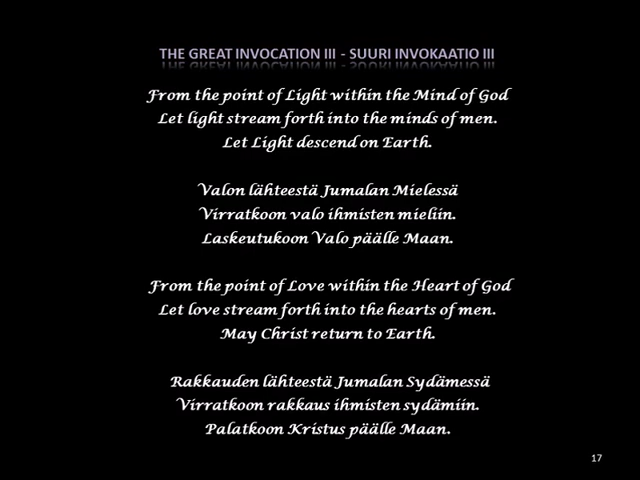 THE GREAT INVOCATION III - SUURI INVOKAATIO III
From the point of Light within the Mind of God
Let light stream forth into the minds of men.
Let Light descend on Earth.
Valon lähteestä Jumalan Mielessä
Virratkoon valo ihmisten mieliin.
Laskeutukoon Valo päälle Maan.
From the point of Love within the Heart of God
Let love stream forth into the hearts of men.
May Christ return to Earth.
Rakkauden lähteestä Jumalan Sydämessä
Virratkoon rakkaus ihmisten sydämiin.
Palatkoon Kristus päälle Maan.
17